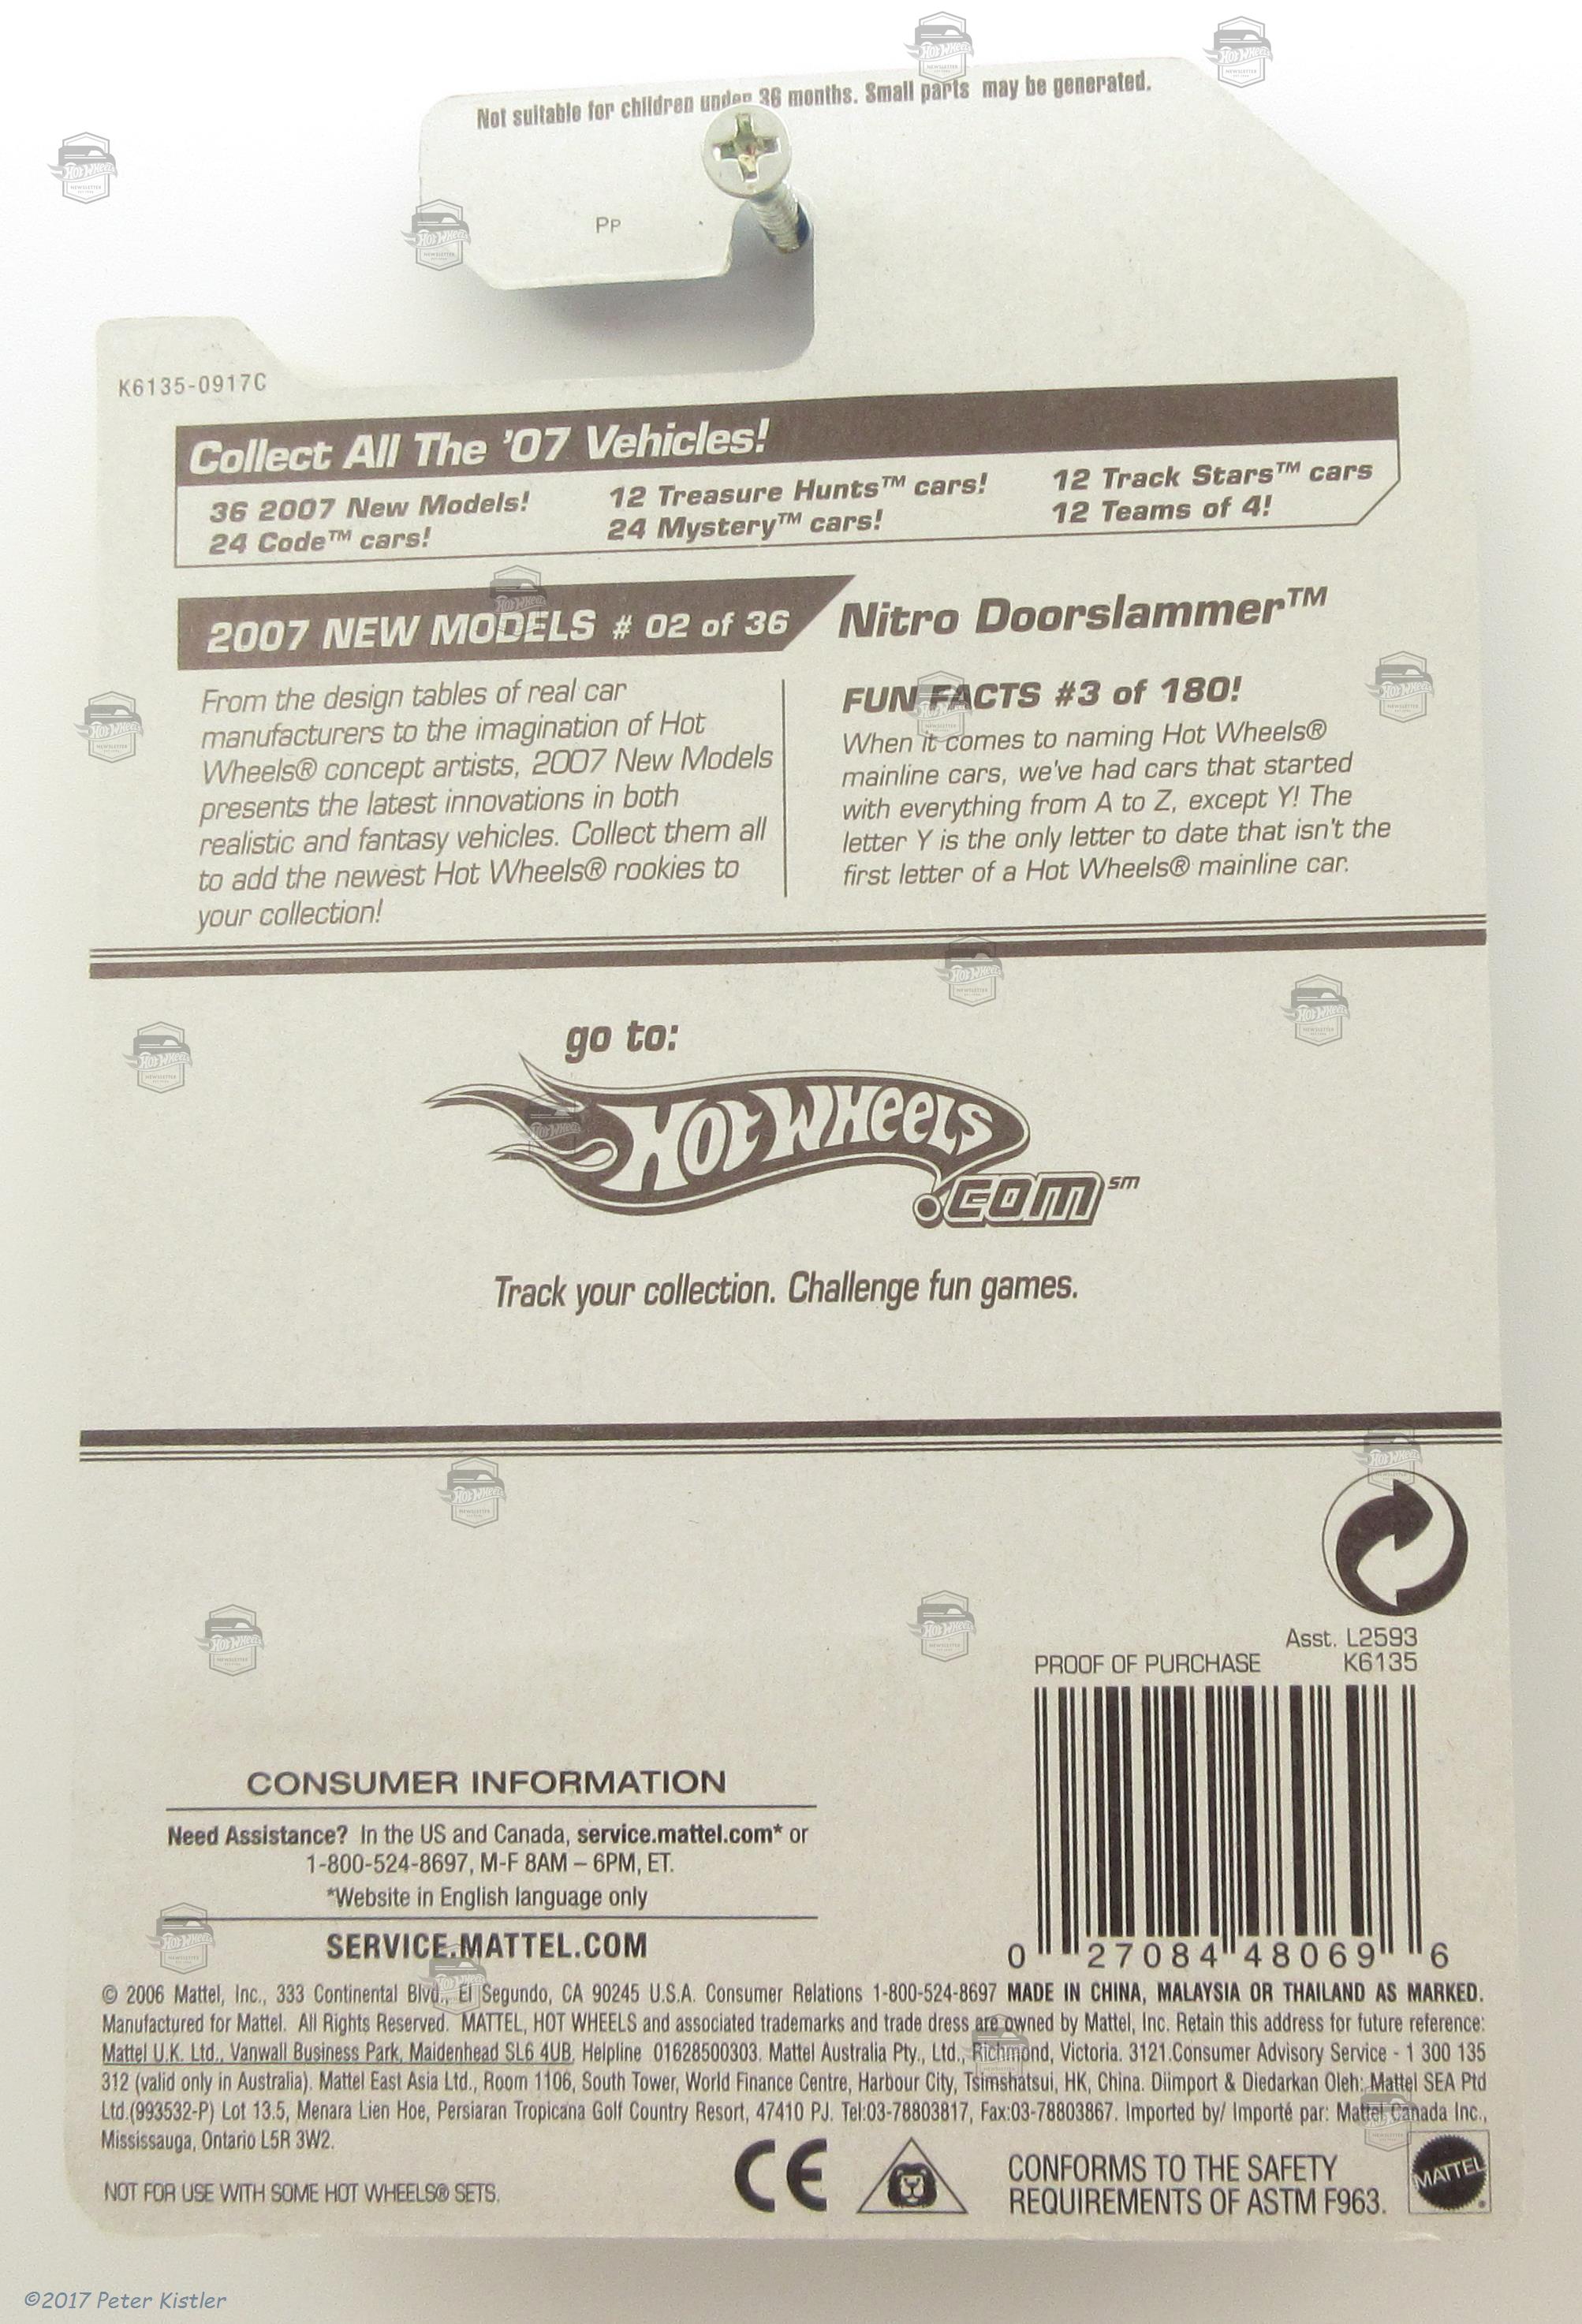 Not suitable for children under 36 months. Small parts may be generated.
PP
K6135-0917C
Collect All The '07 Vehicles!
36 2007 New Models! 12 Treasure Hunts™ cars! 12 Track Stars™ cars
24 Code™ cars! 24 Mystery™ cars! 12 Teams of 4!
2007 NEW MODELS # 02 of 36 Nitro Doorslammer™
From the design tables of real car
manufacturers to the imagination of Hot
Wheels® concept artists, 2007 New Models
presents the latest innovations in both
realistic and fantasy vehicles. Collect them all
to add the newest Hot Wheels® rookies to
your collection!
FUN FACTS #3 of 180!
When it comes to naming Hot Wheels®
mainline cars, we've had cars that started
with everything from A to Z, except Y! The
letter Y is the only letter to date that isn't the
first letter of a Hot Wheels® mainline car.
go to:
HOT WHEELS
.com℠
Track your collection. Challenge fun games.
Asst. L2593
PROOF OF PURCHASE K6135
CONSUMER INFORMATION
Need Assistance? In the US and Canada, service.mattel.com* or
1-800-524-8697, M-F 8AM – 6PM, ET.
*Website in English language only
SERVICE.MATTEL.COM
0 27084 48069 6
© 2006 Mattel, Inc., 333 Continental Blvd., El Segundo, CA 90245 U.S.A. Consumer Relations 1-800-524-8697 MADE IN CHINA, MALAYSIA OR THAILAND AS MARKED.
Manufactured for Mattel. All Rights Reserved. MATTEL, HOT WHEELS and associated trademarks and trade dress are owned by Mattel, Inc. Retain this address for future reference:
Mattel U.K. Ltd., Vanwall Business Park, Maidenhead SL6 4UB, Helpline 01628500303. Mattel Australia Pty., Ltd., Richmond, Victoria. 3121.Consumer Advisory Service - 1 300 135
312 (valid only in Australia). Mattel East Asia Ltd., Room 1106, South Tower, World Finance Centre, Harbour City, Tsimshatsui, HK, China. Diimport & Diedarkan Oleh: Mattel SEA Ptd
Ltd.(993532-P) Lot 13.5, Menara Lien Hoe, Persiaran Tropicana Golf Country Resort, 47410 PJ. Tel:03-78803817, Fax:03-78803867. Imported by/ Importé par: Mattel Canada Inc.,
Mississauga, Ontario L5R 3W2.
NOT FOR USE WITH SOME HOT WHEELS® SETS.
CE
CONFORMS TO THE SAFETY
REQUIREMENTS OF ASTM F963.
MATTEL®
©2017 Peter Kistler